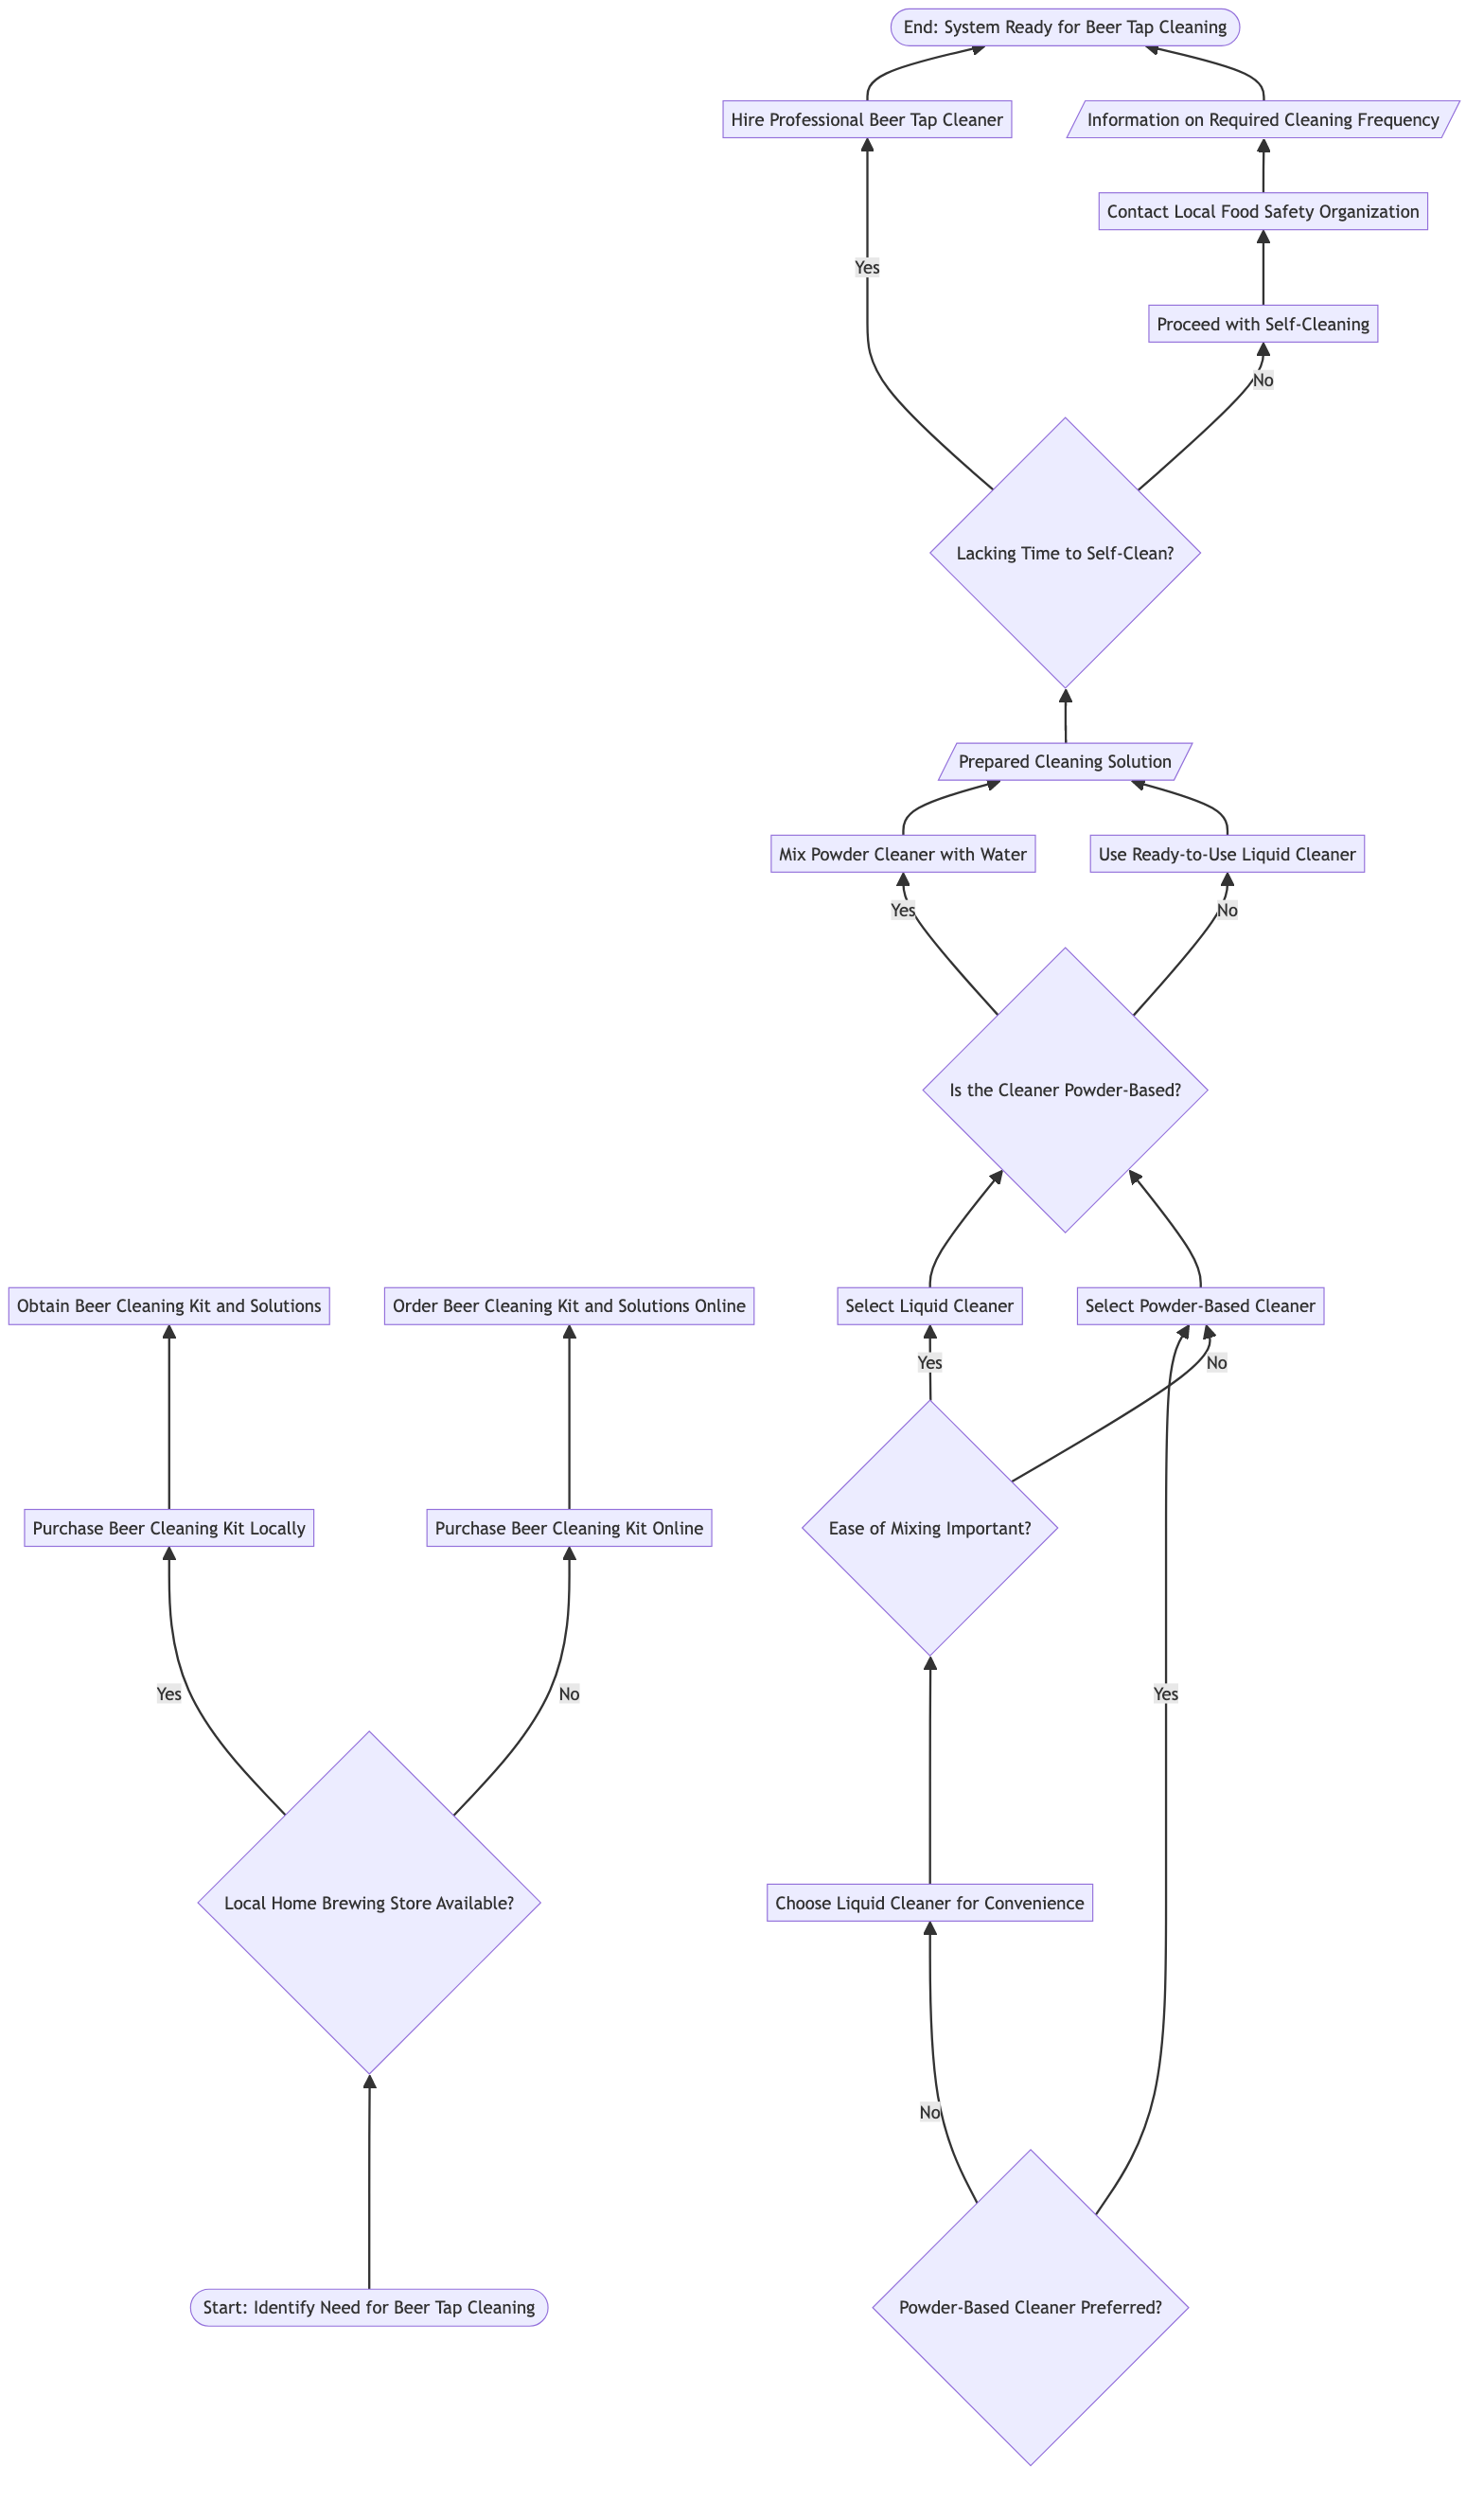 End: System Ready for Beer Tap Cleaning
Hire Professional Beer Tap Cleaner
Information on Required Cleaning Frequency
Contact Local Food Safety Organization
Yes
Proceed with Self-Cleaning
No
Lacking Time to Self-Clean?
Prepared Cleaning Solution
Mix Powder Cleaner with Water
Use Ready-to-Use Liquid Cleaner
Yes
No
Is the Cleaner Powder-Based?
Obtain Beer Cleaning Kit and Solutions
Order Beer Cleaning Kit and Solutions Online
Select Liquid Cleaner
Select Powder-Based Cleaner
Yes
No
Purchase Beer Cleaning Kit Locally
Purchase Beer Cleaning Kit Online
Ease of Mixing Important?
Yes
No
Yes
Local Home Brewing Store Available?
Choose Liquid Cleaner for Convenience
No
Start: Identify Need for Beer Tap Cleaning
Powder-Based Cleaner Preferred?